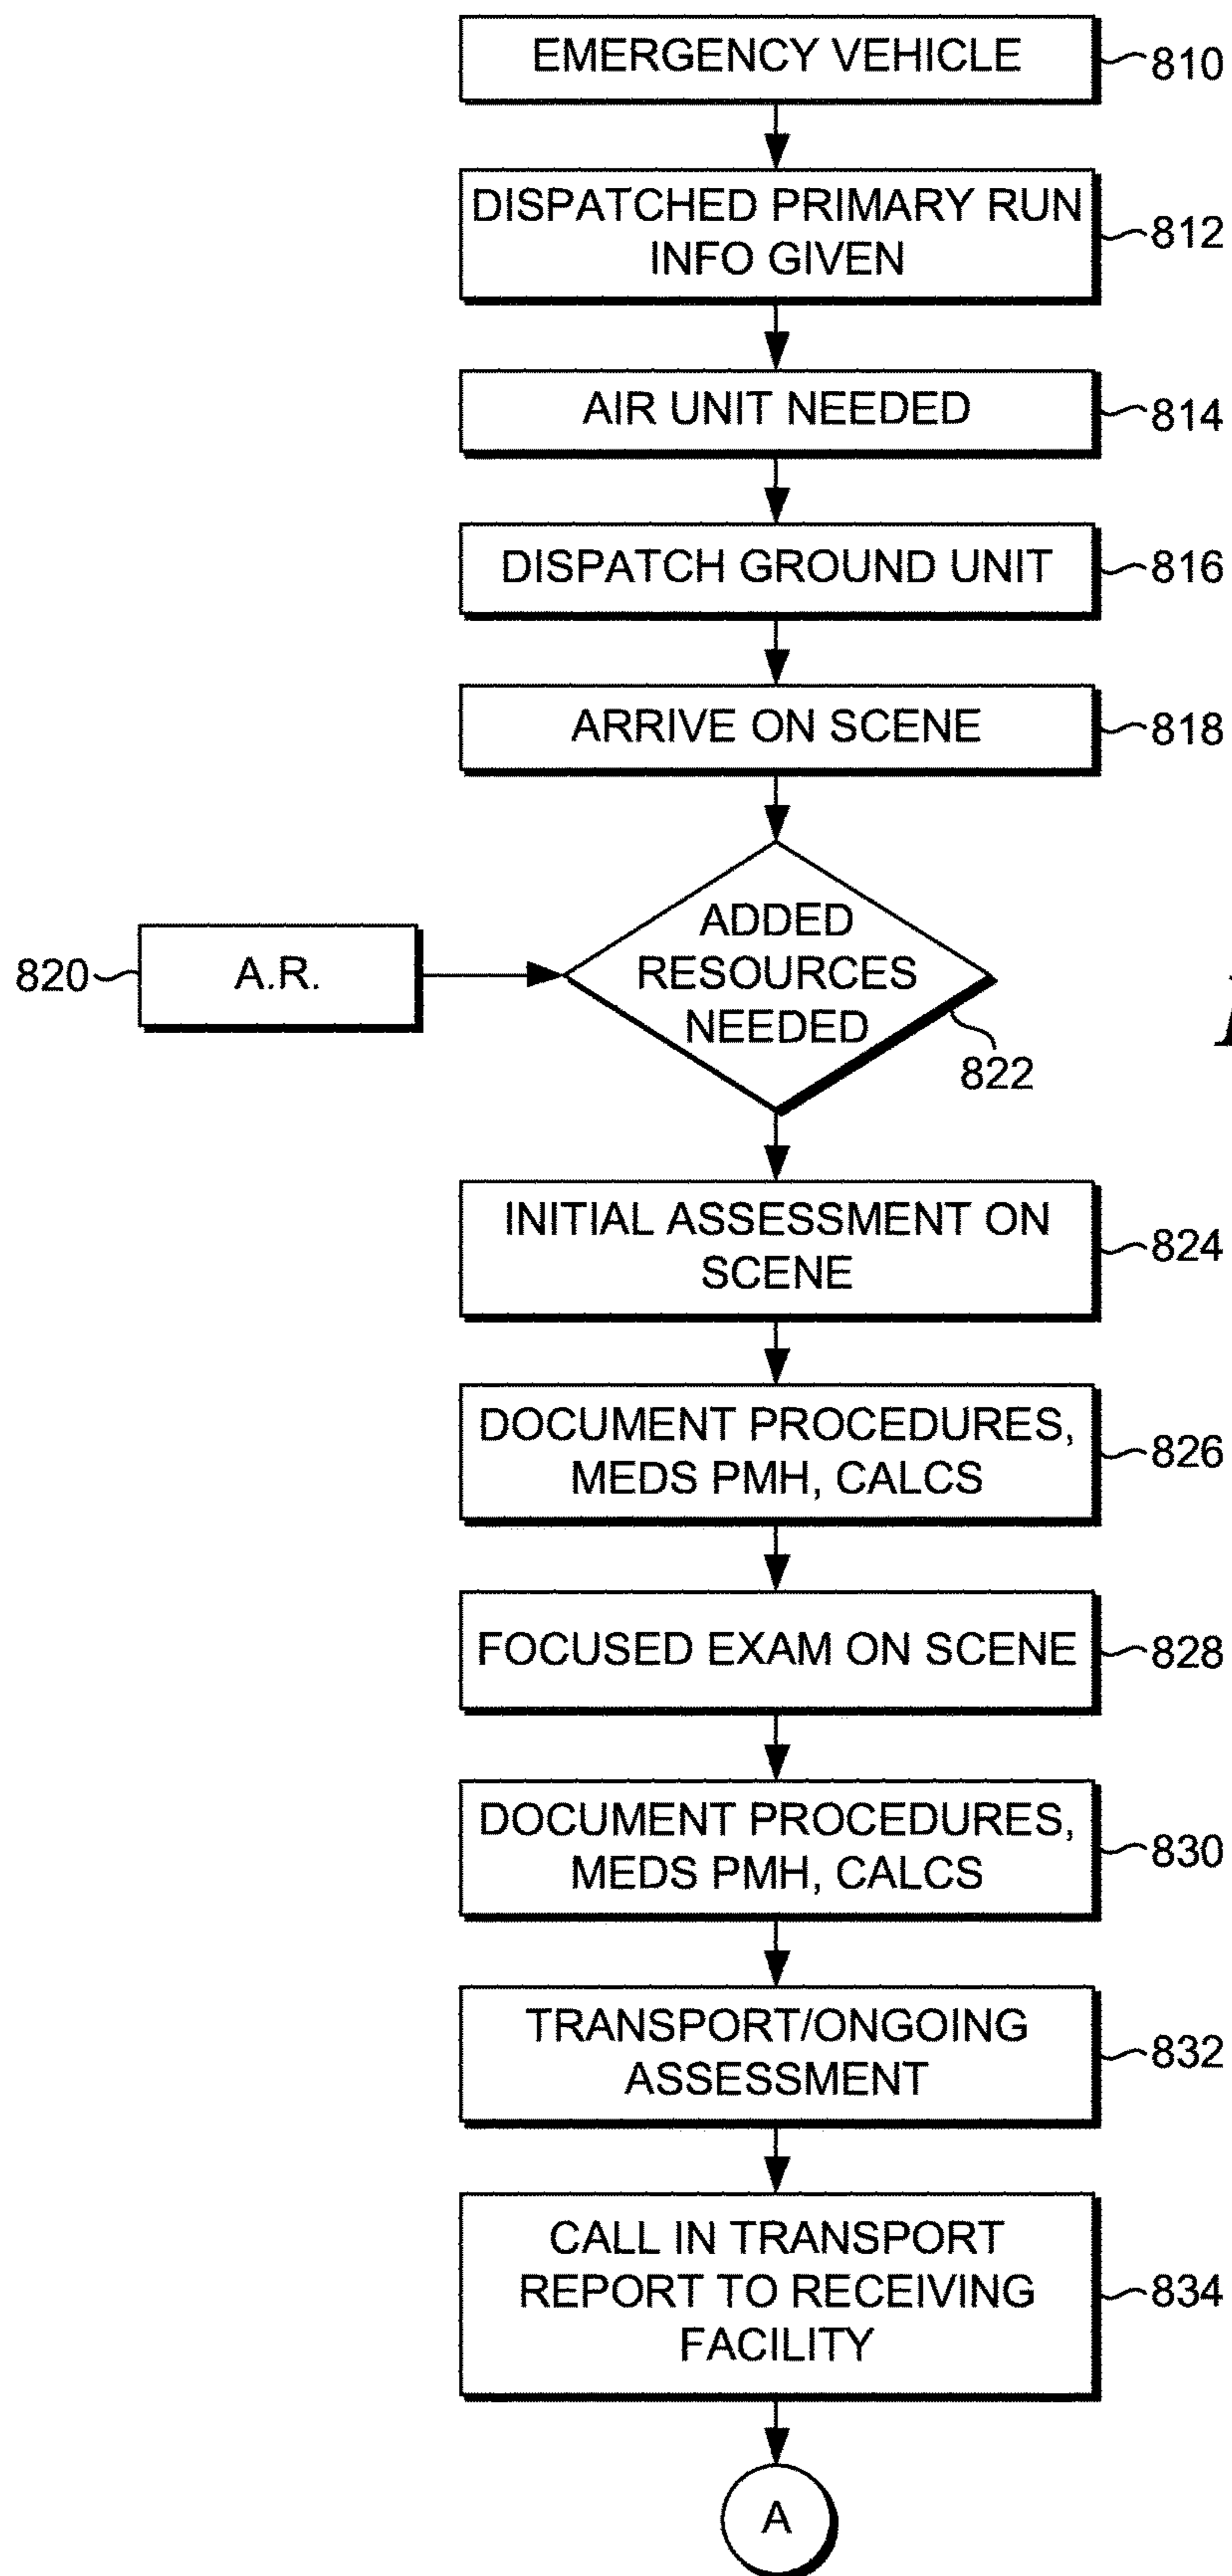 EMERGENCY VEHICLE
810
DISPATCHED PRIMARY RUN
INFO GIVEN
812
AIR UNIT NEEDED
814
DISPATCH GROUND UNIT
816
ARRIVE ON SCENE
818
820
A.R.
ADDED
RESOURCES
NEEDED
822
INITIAL ASSESSMENT ON
SCENE
824
DOCUMENT PROCEDURES,
MEDS PMH, CALCS
826
FOCUSED EXAM ON SCENE
828
DOCUMENT PROCEDURES,
MEDS PMH, CALCS
830
TRANSPORT/ONGOING
ASSESSMENT
832
CALL IN TRANSPORT
REPORT TO RECEIVING
FACILITY
834
A